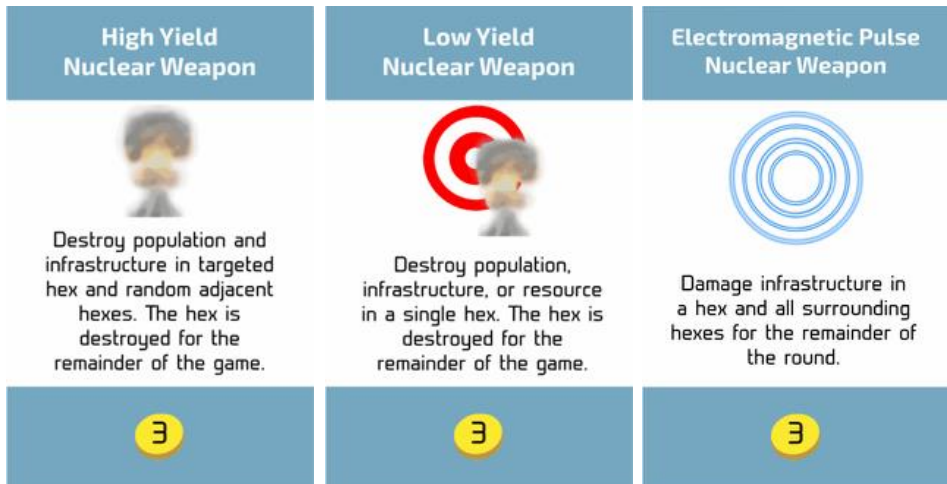 High Yield
Nuclear Weapon
Destroy population and
infrastructure in targeted
hex and random adjacent
hexes. The hex is
destroyed for the
remainder of the game.
3
Low Yield
Nuclear Weapon
Destroy population,
infrastructure, or resource
in a single hex. The hex is
destroyed for the
remainder of the game.
3
Electromagnetic Pulse
Nuclear Weapon
Damage infrastructure in
a hex and all surrounding
hexes for the remainder of
the round.
3